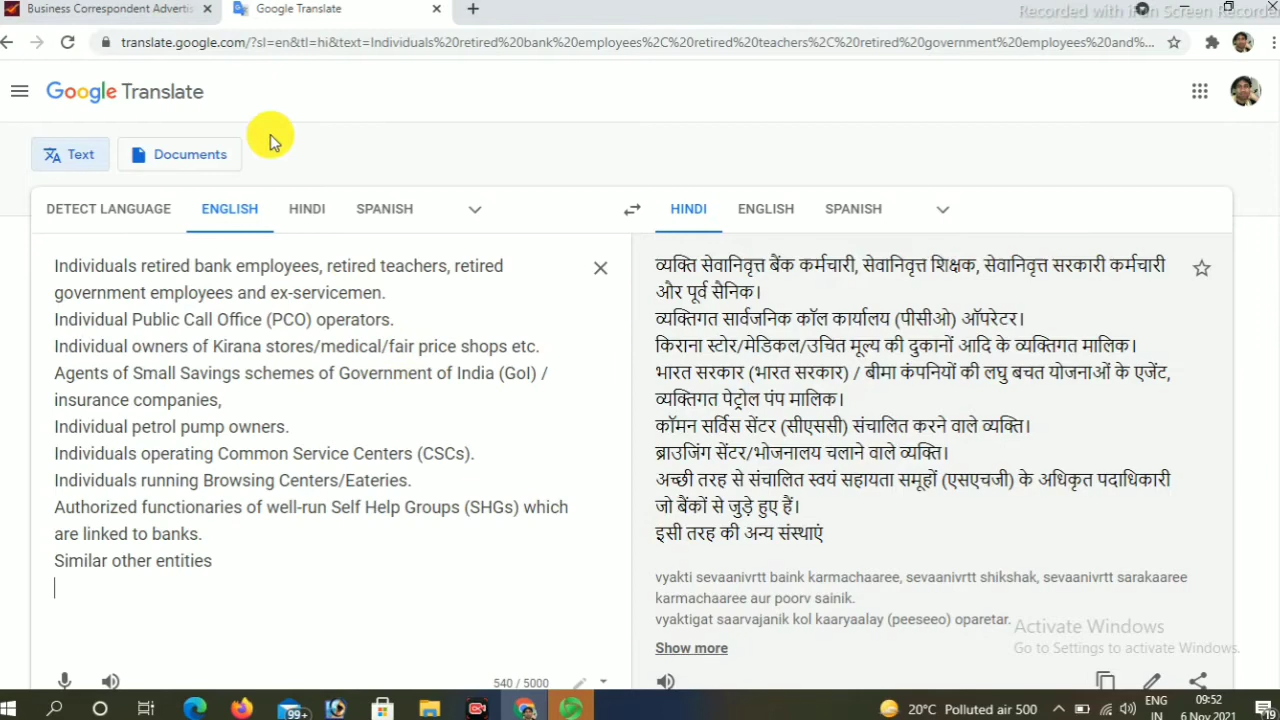 Business Correspondent Advertis
Google Translate
Recorded with iFun Screen Recorder
translate.google.com/?sl=en&tl=hi&text=Individuals%20retired%20bank%20employees%2C%20retired%20teachers%2C%20retired%20government%20employees%20and%...
Google Translate
Text Documents
DETECT LANGUAGE ENGLISH HINDI SPANISH
HINDI ENGLISH SPANISH
Individuals retired bank employees, retired teachers, retired
government employees and ex-servicemen.
Individual Public Call Office (PCO) operators.
Individual owners of Kirana stores/medical/fair price shops etc.
Agents of Small Savings schemes of Government of India (GoI) /
insurance companies,
Individual petrol pump owners.
Individuals operating Common Service Centers (CSCs).
Individuals running Browsing Centers/Eateries.
Authorized functionaries of well-run Self Help Groups (SHGs) which
are linked to banks.
Similar other entities
540 / 5000
व्यक्ति सेवानिवृत्त बैंक कर्मचारी, सेवानिवृत्त शिक्षक, सेवानिवृत्त सरकारी कर्मचारी
और पूर्व सैनिक।
व्यक्तिगत सार्वजनिक कॉल कार्यालय (पीसीओ) ऑपरेटर।
किराना स्टोर/मेडिकल/उचित मूल्य की दुकानों आदि के व्यक्तिगत मालिक।
भारत सरकार (भारत सरकार) / बीमा कंपनियों की लघु बचत योजनाओं के एजेंट,
व्यक्तिगत पेट्रोल पंप मालिक।
कॉमन सर्विस सेंटर (सीएससी) संचालित करने वाले व्यक्ति।
ब्राउजिंग सेंटर/भोजनालय चलाने वाले व्यक्ति।
अच्छी तरह से संचालित स्वयं सहायता समूहों (एसएचजी) के अधिकृत पदाधिकारी
जो बैंकों से जुड़े हुए हैं।
इसी तरह की अन्य संस्थाएं
vyakti sevaanivrtt baink karmachaaree, sevaanivrtt shikshak, sevaanivrtt sarakaaree
karmachaaree aur poorv sainik.
vyaktigat saarvajanik kol kaaryaalay (peeseeo) oparetar.
Show more
Activate Windows
Go to Settings to activate Windows.
99+
20°C Polluted air 500
ENG
IN
09:52
6 Nov 2021
19